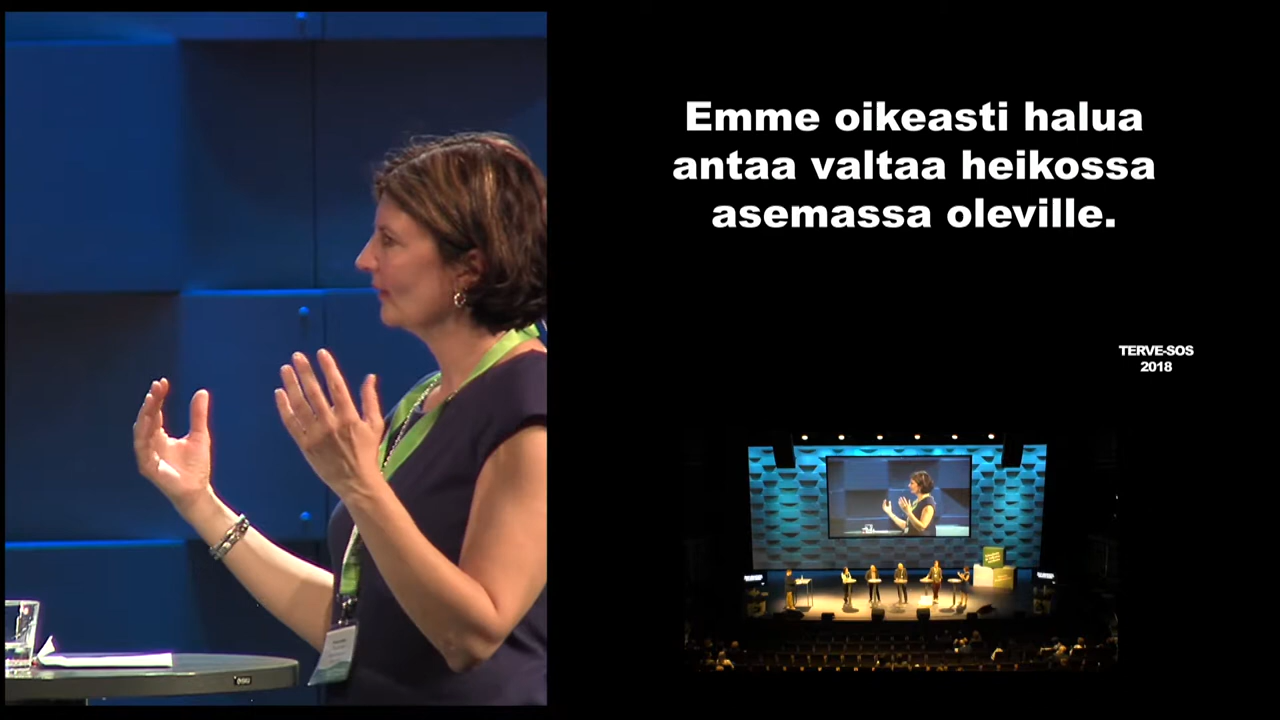 Emme oikeasti halua
antaa valtaa heikossa
asemassa oleville.
TERVE-SOS
2018